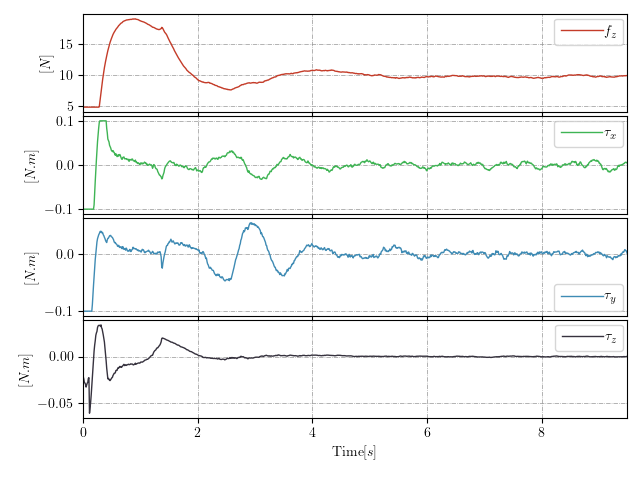 f_z
[N]
15
10
5
τ_x
[N.m]
0.1
0.0
−0.1
τ_y
[N.m]
0.0
−0.1
τ_z
[N.m]
0.00
−0.05
0 2 4 6 8
Time[s]